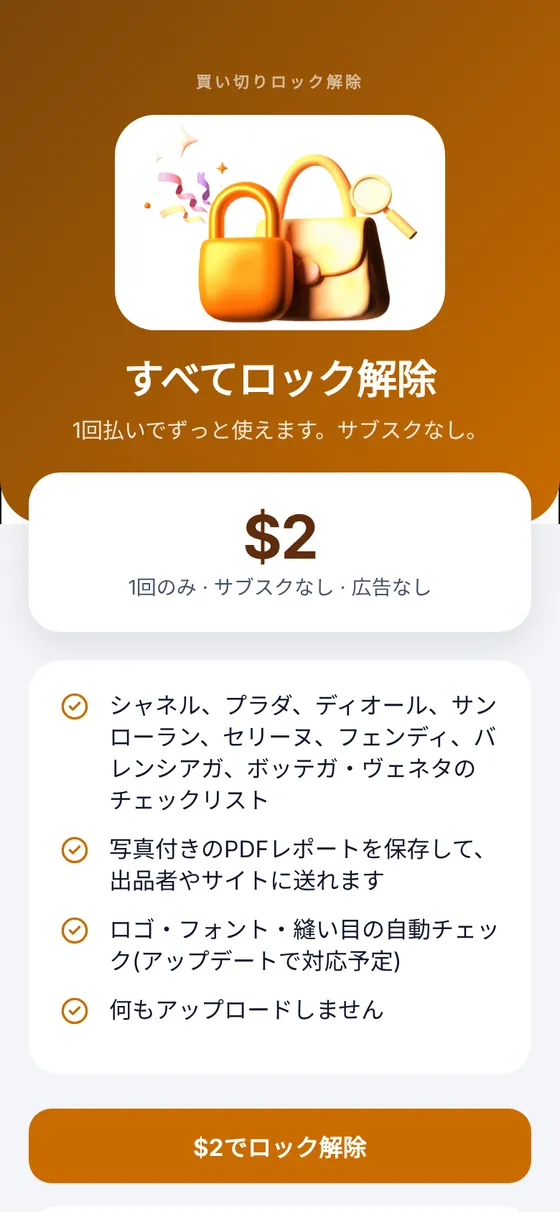 買い切りロック解除
すべてロック解除
1回払いでずっと使えます。サブスクなし。
$2
1回のみ · サブスクなし · 広告なし
シャネル、プラダ、ディオール、サン
ローラン、セリーヌ、フェンディ、バ
レンシアガ、ボッテガ・ヴェネタの
チェックリスト
写真付きのPDFレポートを保存して、
出品者やサイトに送れます
ロゴ・フォント・縫い目の自動チェッ
ク(アップデートで対応予定)
何もアップロードしません
$2でロック解除